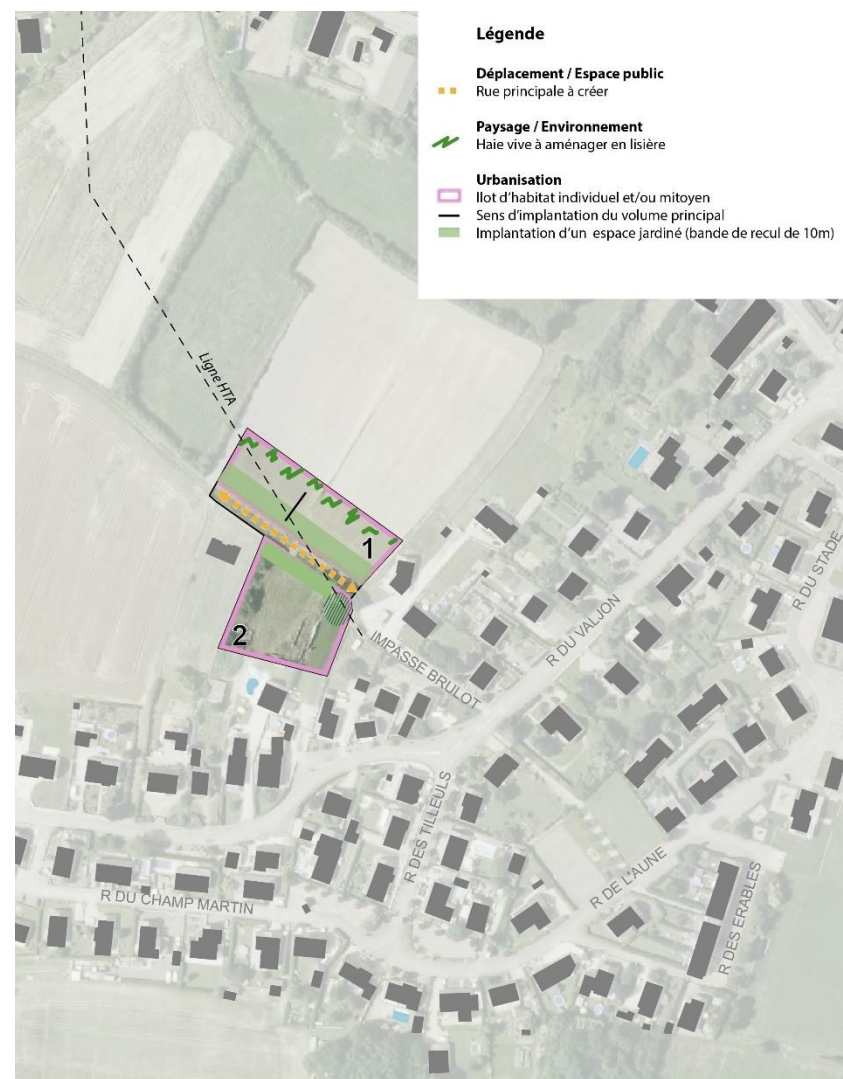 Légende
Déplacement / Espace public
Rue principale à créer
Paysage / Environnement
Haie vive à aménager en lisière
Urbanisation
Ilot d'habitat individuel et/ou mitoyen
Sens d'implantation du volume principal
Implantation d'un espace jardiné (bande de recul de 10m)
Ligne HTA
1
2
IMPASSE BRULOT
R DU VALJON
R DU STADE
R DES TILLEULS
R DE L'AUNE
R DU CHAMP MARTIN
R DES ERABLES